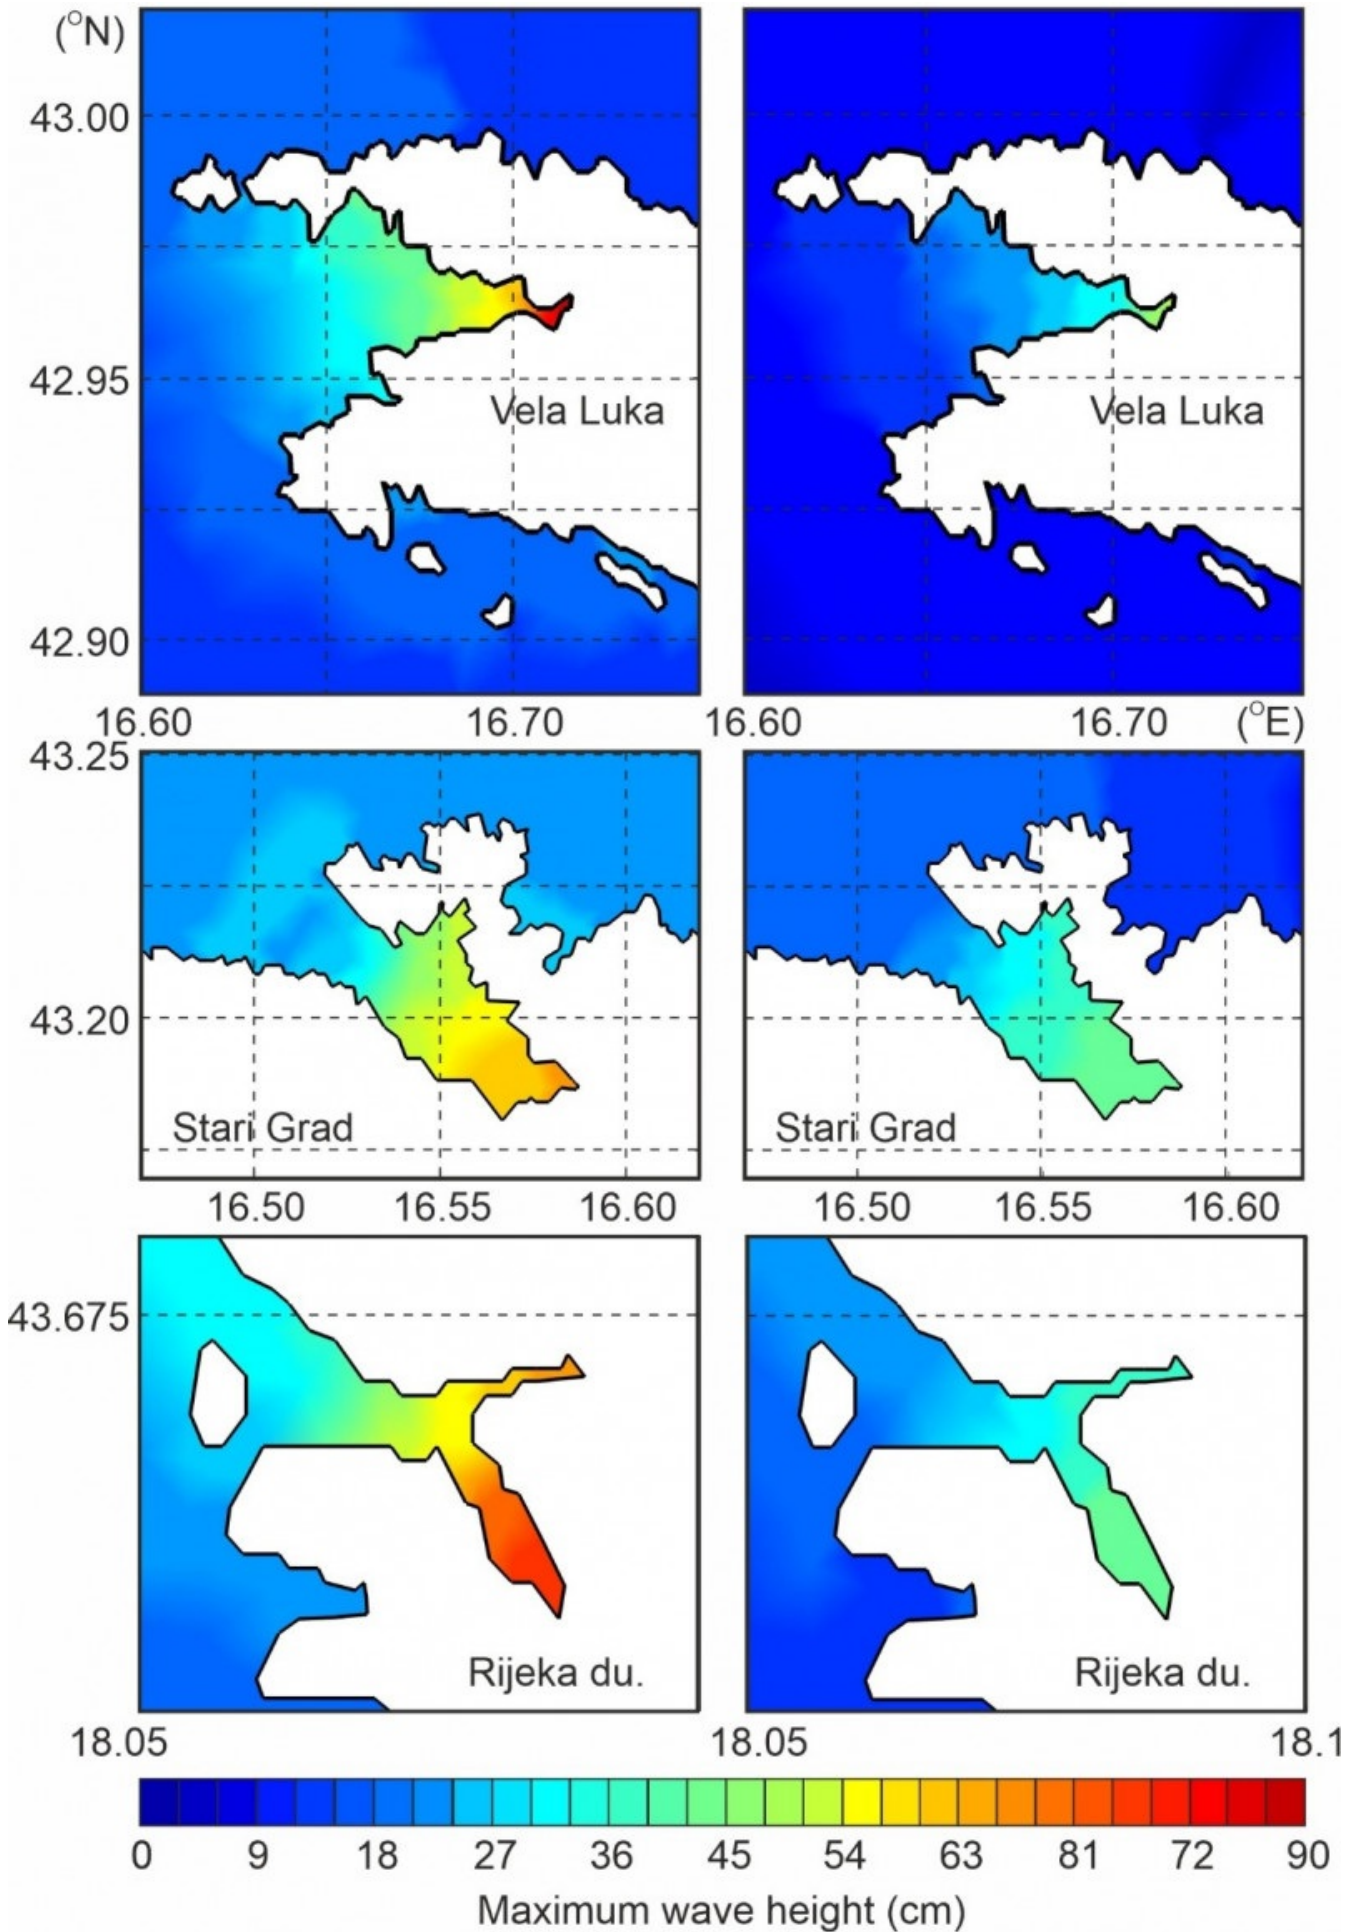 (°N)
43.00
42.95
Vela Luka
Vela Luka
42.90
16.60
16.70
16.60
16.70
(°E)
43.25
43.20
Stari Grad
Stari Grad
16.50
16.55
16.60
16.50
16.55
16.60
43.675
Rijeka du.
Rijeka du.
18.05
18.05
18.1
0 9 18 27 36 45 54 63 81 72 90
Maximum wave height (cm)